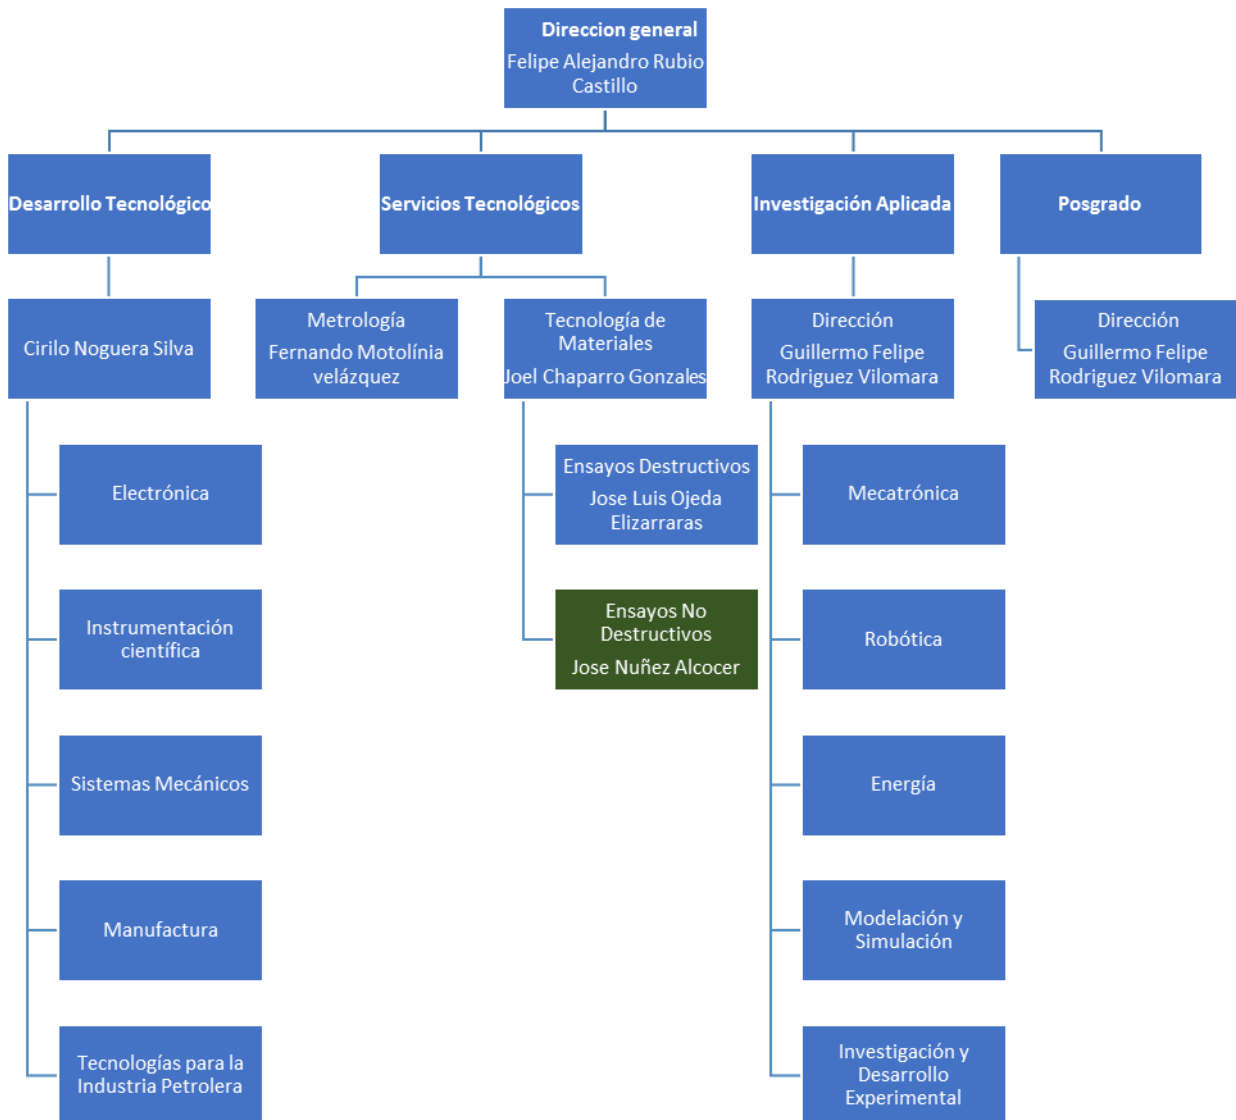 Direccion general
Felipe Alejandro Rubio
Castillo
Desarrollo Tecnológico
Servicios Tecnológicos
Investigación Aplicada
Posgrado
Cirilo Noguera Silva
Metrología
Fernando Motolínia
velázquez
Tecnología de
Materiales
Joel Chaparro Gonzales
Dirección
Guillermo Felipe
Rodriguez Vilomara
Dirección
Guillermo Felipe
Rodriguez Vilomara
Electrónica
Instrumentación
científica
Sistemas Mecánicos
Manufactura
Tecnologías para la
Industria Petrolera
Ensayos Destructivos
Jose Luis Ojeda
Elizarraras
Ensayos No
Destructivos
Jose Nuñez Alcocer
Mecatrónica
Robótica
Energía
Modelación y
Simulación
Investigación y
Desarrollo
Experimental